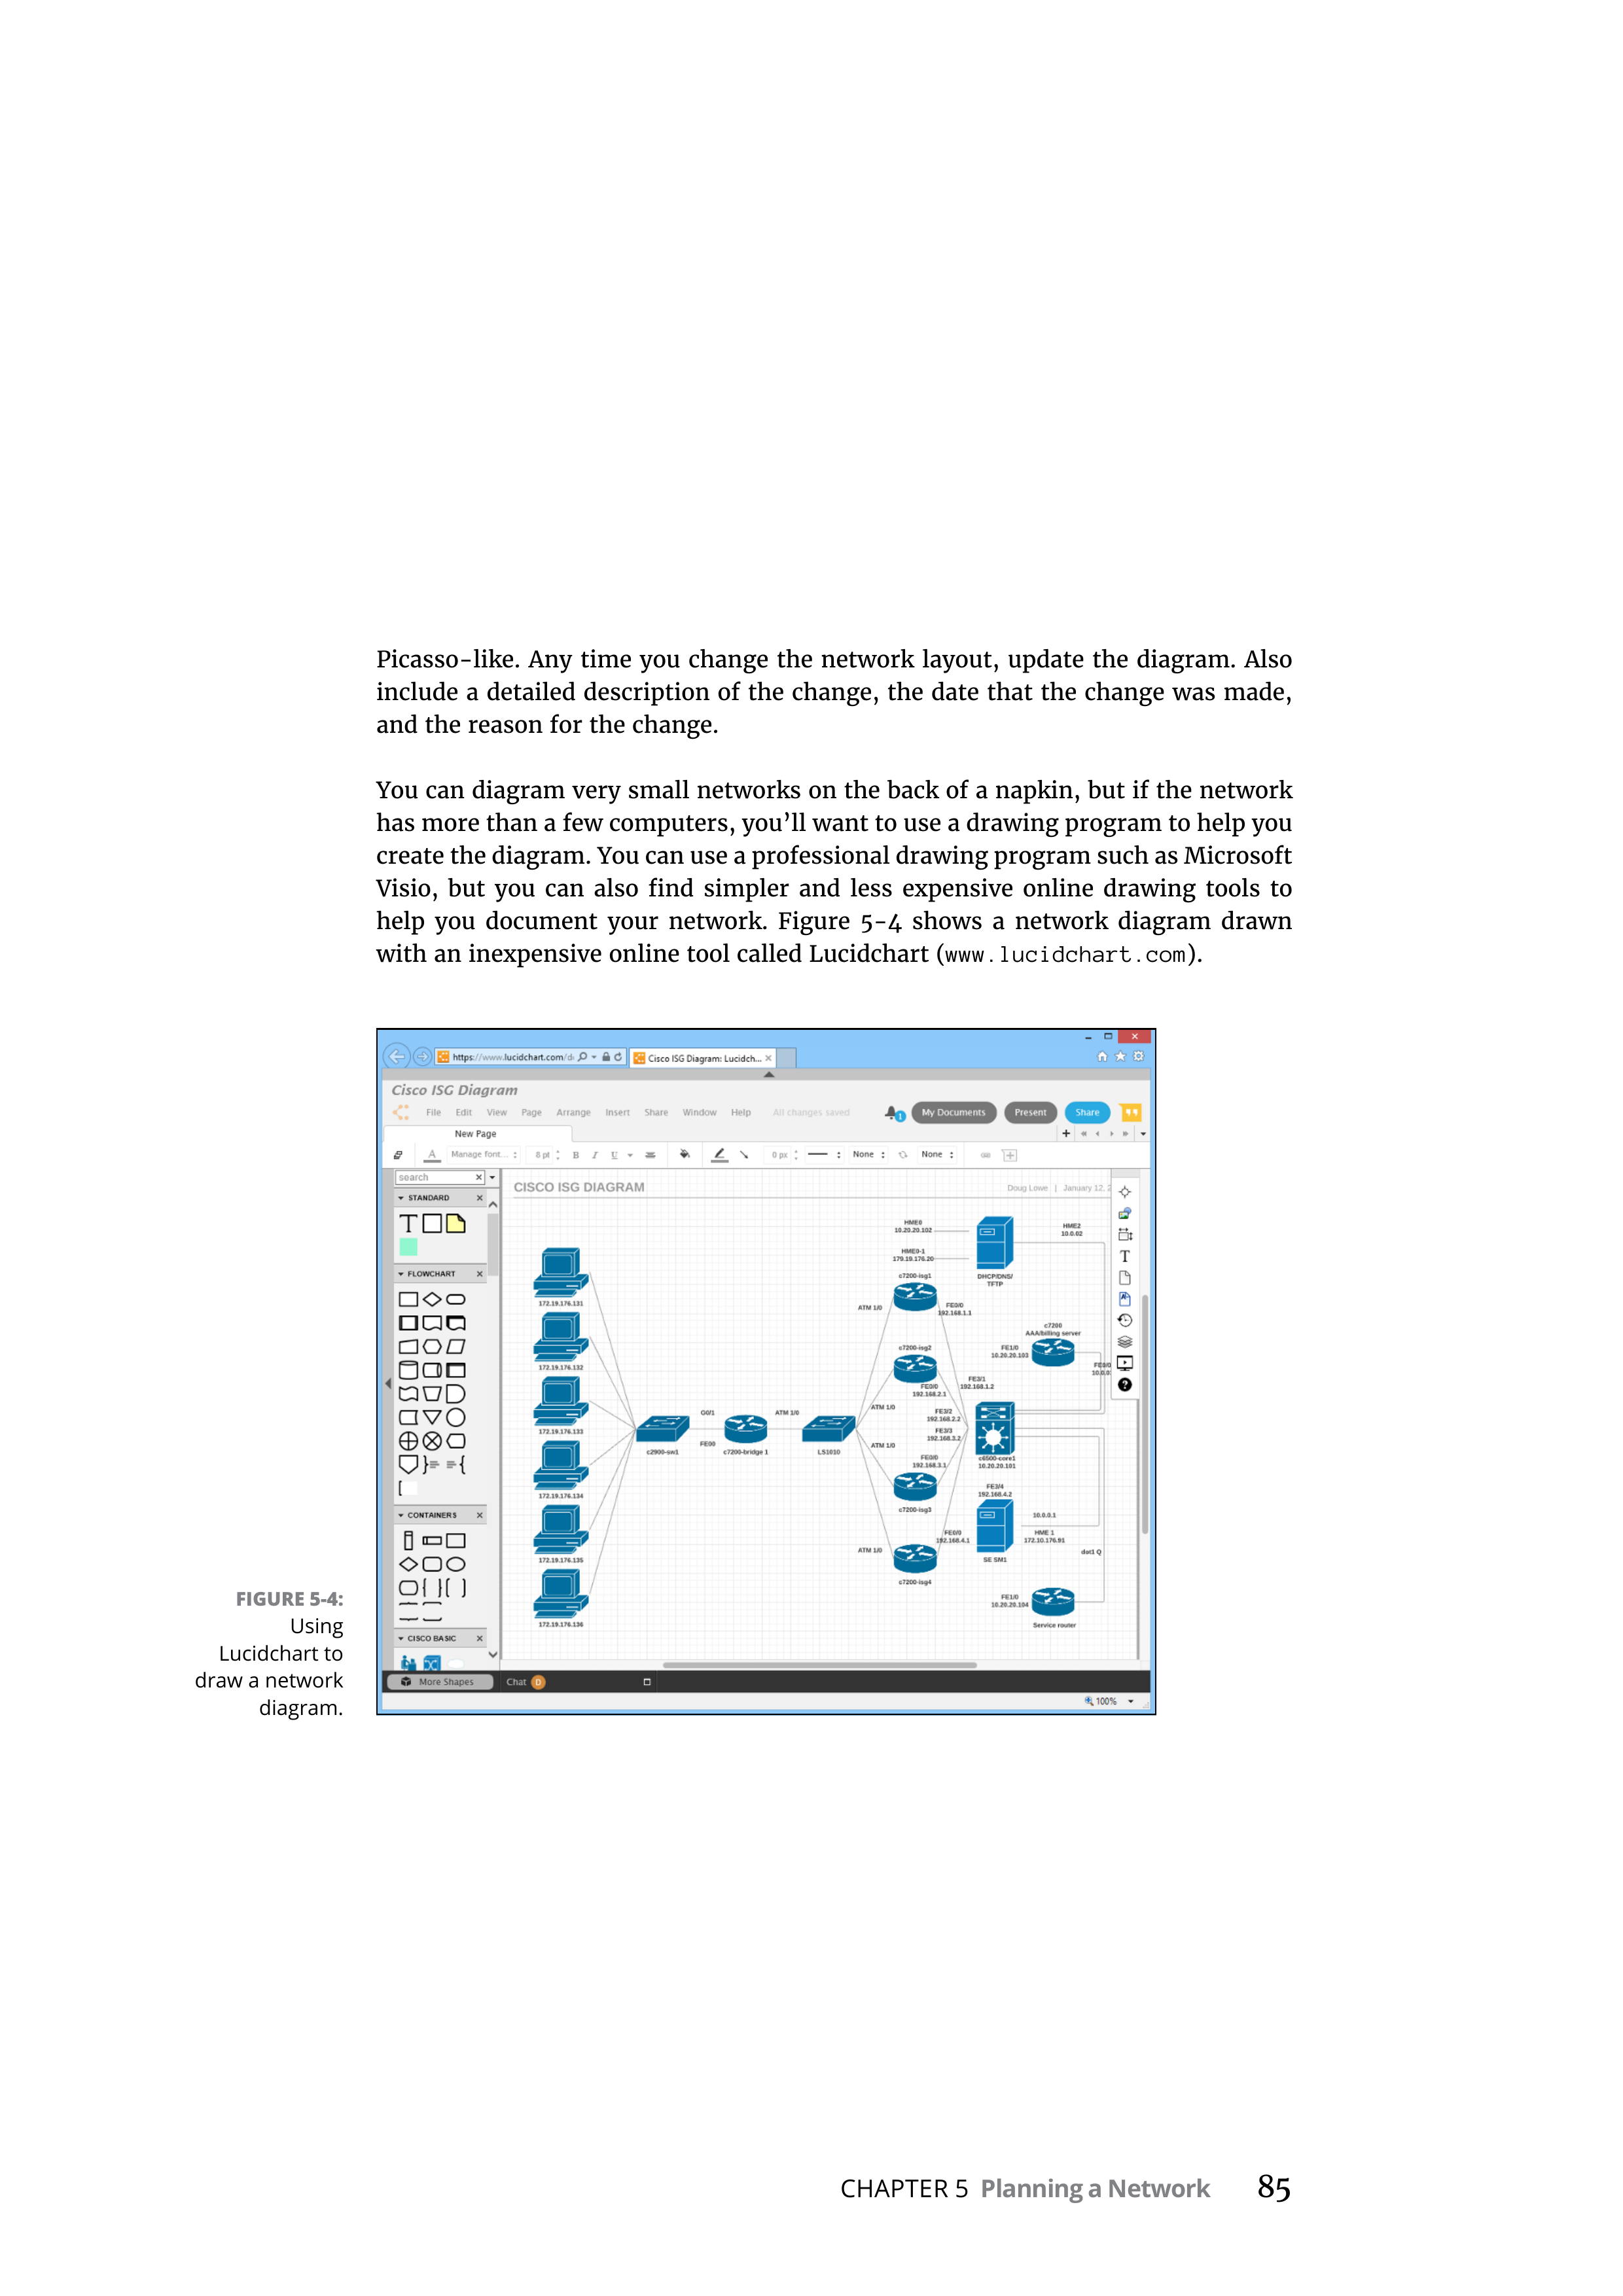 Picasso-like. Any time you change the network layout, update the diagram. Also
include a detailed description of the change, the date that the change was made,
and the reason for the change.
You can diagram very small networks on the back of a napkin, but if the network
has more than a few computers, you’ll want to use a drawing program to help you
create the diagram. You can use a professional drawing program such as Microsoft
Visio, but you can also find simpler and less expensive online drawing tools to
help you document your network. Figure 5-4 shows a network diagram drawn
with an inexpensive online tool called Lucidchart (www.lucidchart.com).
https://www.lucidchart.com/d
Cisco ISG Diagram: Lucidch...
Cisco ISG Diagram
File Edit View Page Arrange Insert Share Window Help All changes saved
1 My Documents Present Share
New Page
Manage font... 8 pt B I U 0 px None None
search
CISCO ISG DIAGRAM
Doug Lowe | January 12, 2
STANDARD
FLOWCHART
CONTAINERS
CISCO BASIC
172.19.176.131
172.19.176.132
172.19.176.133
172.19.176.134
172.19.176.135
172.19.176.136
c2900-sw1
G0/1
FE00
c7200-bridge 1
ATM 1/0
LS1010
HME0
10.20.20.102
HME0-1
179.19.176.20
DHCP/DNS/
TFTP
HME2
10.0.02
c7200-isg1
ATM 1/0
FE0/0
192.168.1.1
c7200
AAA/billing server
FE1/0
10.20.20.103
FE0/0
c7200-isg2
FE0/0
192.168.2.1
FE3/1
192.168.1.2
ATM 1/0
FE3/2
192.168.2.2
FE3/3
192.168.3.2
c6500-core1
10.20.20.101
ATM 1/0
FE0/0
192.168.3.1
c7200-isg3
FE3/4
192.168.4.2
10.0.0.1
HME 1
172.10.176.91
SE SM1
dot1 Q
FE0/0
192.168.4.1
ATM 1/0
c7200-isg4
FE1/0
10.20.20.104
Service router
More Shapes
Chat D
100%
FIGURE 5-4:
Using
Lucidchart to
draw a network
diagram.
CHAPTER 5 Planning a Network 85